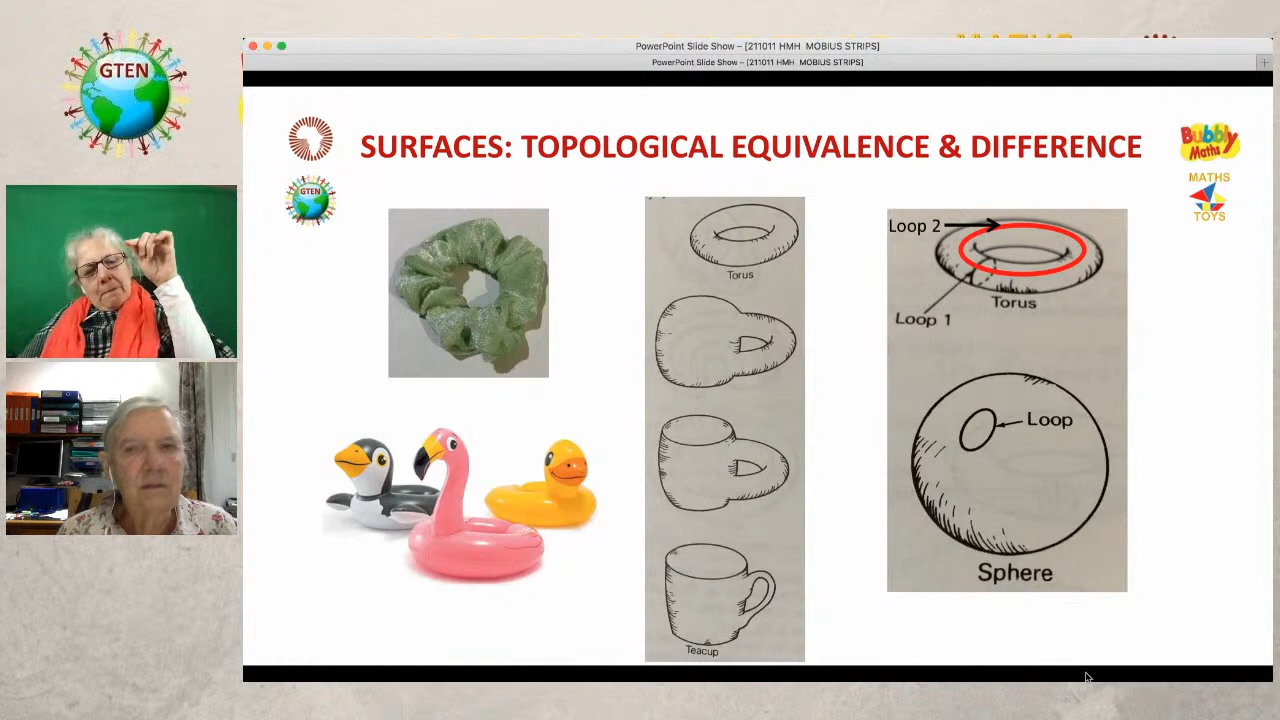 GTEN
PowerPoint Slide Show – [211011 HMH MOBIUS STRIPS]
PowerPoint Slide Show – [211011 HMH MOBIUS STRIPS]
SURFACES: TOPOLOGICAL EQUIVALENCE & DIFFERENCE
GTEN
Bubbly
Maths
MATHS
TOYS
Torus
Teacup
Loop 2
Loop 1
Torus
Loop
Sphere